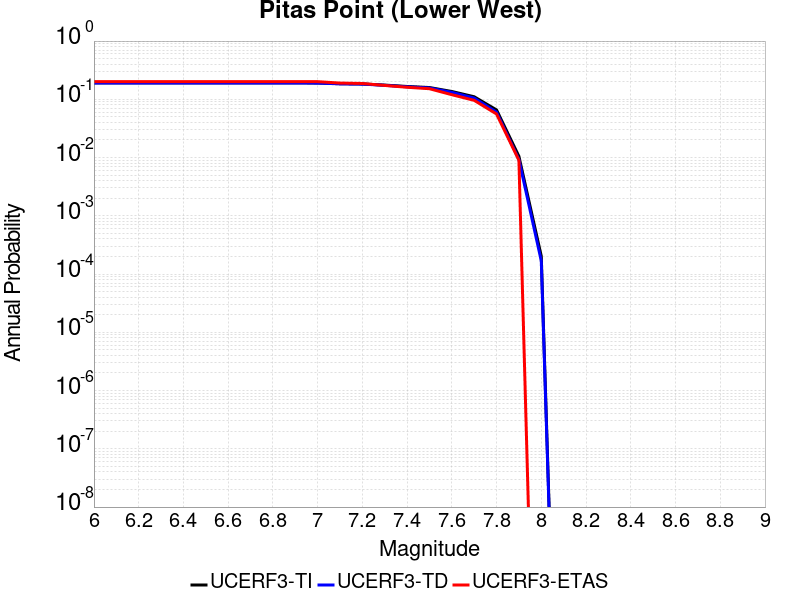 Pitas Point (Lower West)
10^0
10^-1
10^-2
10^-3
10^-4
10^-5
10^-6
10^-7
10^-8
Annual Probability
6 6.2 6.4 6.6 6.8 7 7.2 7.4 7.6 7.8 8 8.2 8.4 8.6 8.8 9
Magnitude
UCERF3-TI UCERF3-TD UCERF3-ETAS